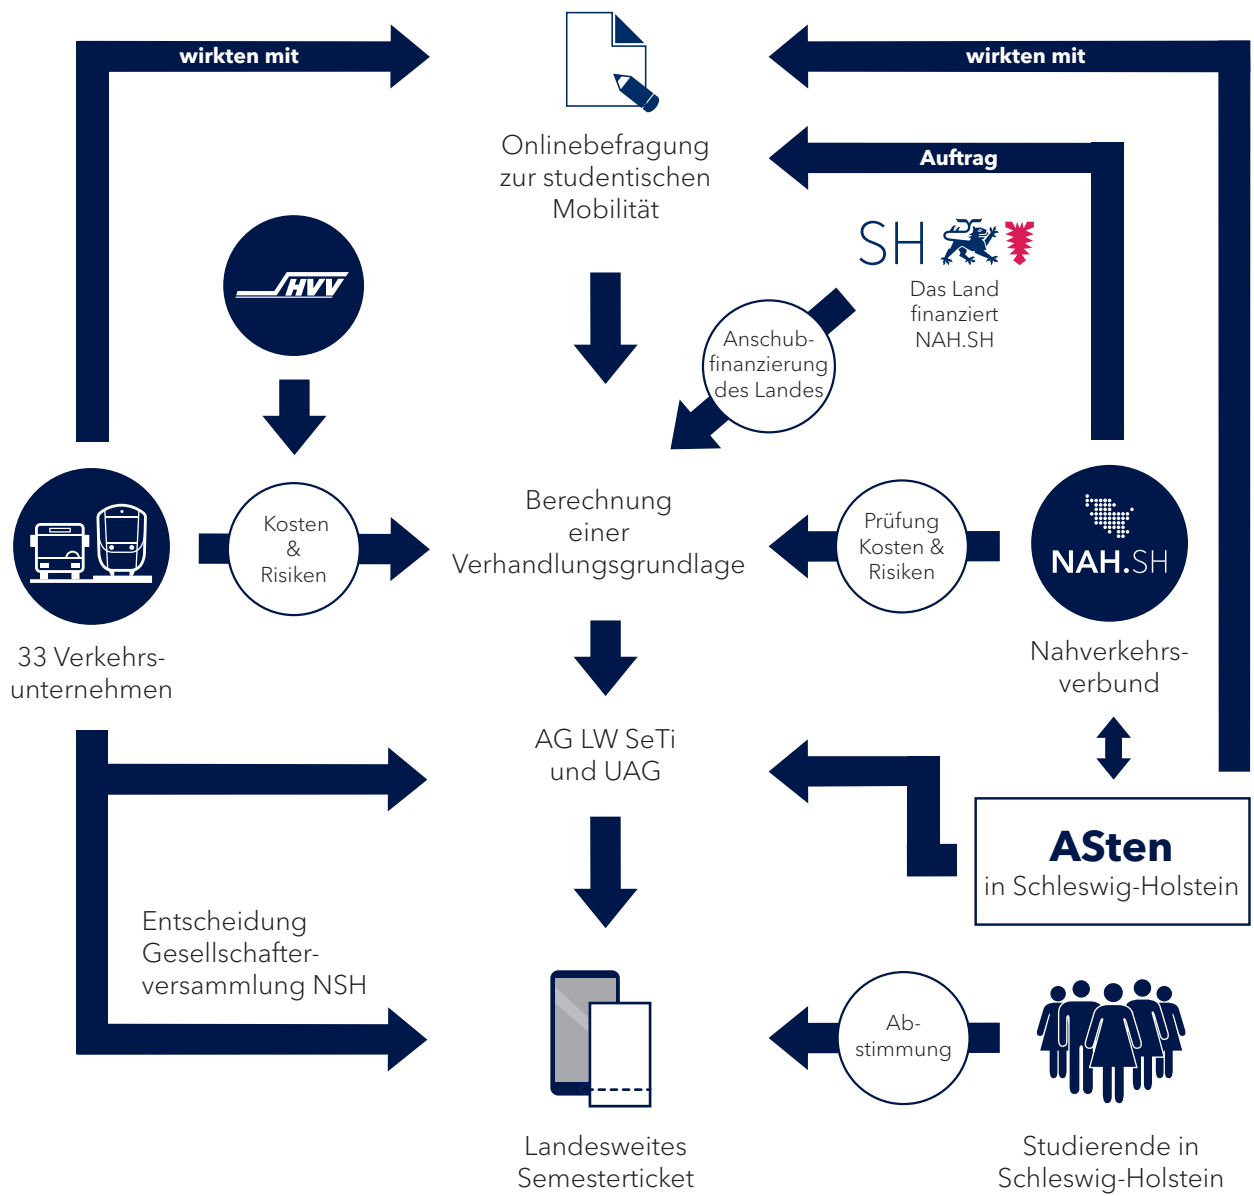 wirkten mit
wirkten mit
Onlinebefragung
zur studentischen
Mobilität
Auftrag
SH
Das Land
finanziert
NAH.SH
HVV
Anschub-
finanzierung
des Landes
Kosten
&
Risiken
Berechnung
einer
Verhandlungsgrundlage
Prüfung
Kosten &
Risiken
NAH.SH
33 Verkehrs-
unternehmen
Nahverkehrs-
verbund
AG LW SeTi
und UAG
ASten
in Schleswig-Holstein
Entscheidung
Gesellschafter-
versammlung NSH
Ab-
stimmung
Landesweites
Semesterticket
Studierende in
Schleswig-Holstein